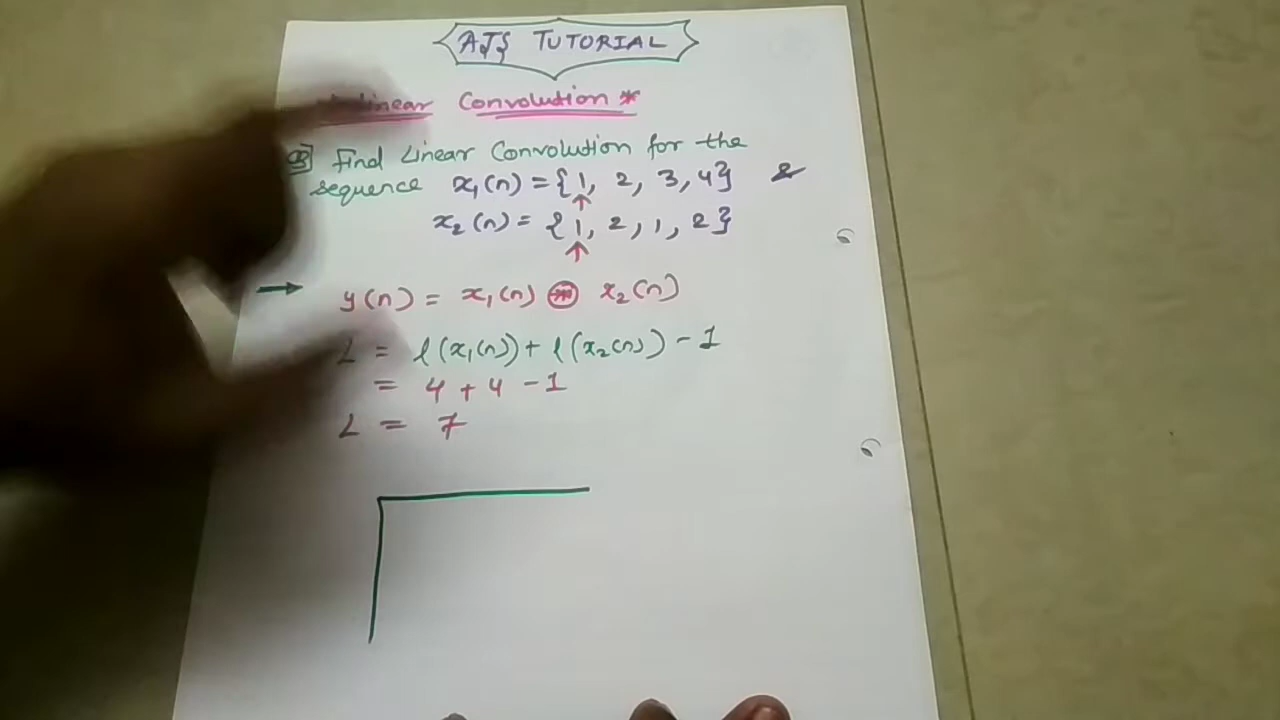 AJS TUTORIAL
Linear Convolution *
Q] Find Linear Convolution for the
sequence x₁(n) = {1, 2, 3, 4} &
↑
x₂(n) = {1, 2, 1, 2}
↑
→ y(n) = x₁(n) ⊛ x₂(n)
L = l(x₁(n)) + l(x₂(n)) - 1
= 4 + 4 - 1
L = 7